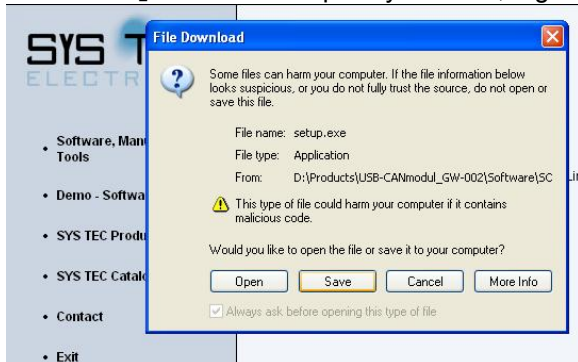 SYS T
ELECTR
File Download
Some files can harm your computer. If the file information below
looks suspicious, or you do not fully trust the source, do not open or
save this file.
File name: setup.exe
File type: Application
From: D:\Products\USB-CANmodul_GW-002\Software\SC
This type of file could harm your computer if it contains
malicious code.
Would you like to open the file or save it to your computer?
Open Save Cancel More Info
Always ask before opening this type of file
• Software, Man
Tools
• Demo - Softwa
• SYS TEC Produ
• SYS TEC Catal
• Contact
• Exit